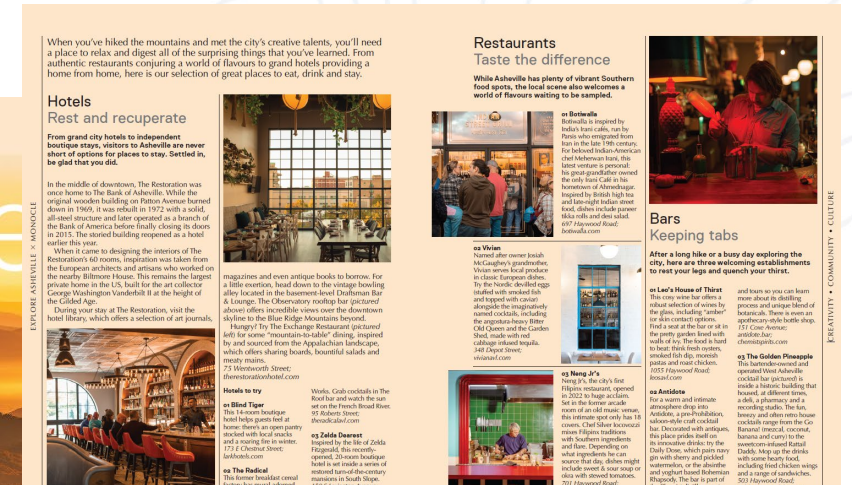 When you've hiked the mountains and met the city's creative talents, you'll need
a place to relax and digest all of the surprising things that you've learned. From
authentic restaurants conjuring a world of flavours to grand hotels providing a
home from home, here is our selection of great places to eat, drink and stay.
Hotels
Rest and recuperate
From grand city hotels to independent
boutique stays, visitors to Asheville are never
short of options for places to stay. Settled in,
be glad that you did.
In the middle of downtown, The Restoration was
once home to The Bank of Asheville. While the
original wooden building on Patton Avenue burned
down in 1969, it was rebuilt in 1972 with a solid,
all-steel structure and later operated as a branch of
the Bank of America before finally closing its doors
in 2015. The storied building reopened as a hotel
earlier this year.
When it came to designing the interiors of The
Restoration's 60 rooms, inspiration was taken from
the European architects and artisans who worked on
the nearby Biltmore House. This remains the largest
private home in the US, built for the art collector
George Washington Vanderbilt II at the height of
the Gilded Age.
During your stay at The Restoration, visit the
hotel library, which offers a selection of art journals,
magazines and even antique books to borrow. For
a little exertion, head down to the vintage bowling
alley located in the basement-level Draftsman Bar
& Lounge. The Observatory rooftop bar (pictured
above) offers incredible views over the downtown
skyline to the Blue Ridge Mountains beyond.
Hungry? Try The Exchange Restaurant (pictured
left) for some "mountain-to-table" dining, inspired
by and sourced from the Appalachian landscape,
which offers sharing boards, bountiful salads and
meaty mains.
75 Wentworth Street;
therestorationhotel.com
Hotels to try
01 Blind Tiger
This 14-room boutique
hotel helps guests feel at
home: there's an open pantry
stocked with local snacks
and a roaring fire in winter.
173 E Chestnut Street;
larkhotels.com
02 The Radical
This former breakfast cereal
Works. Grab cocktails in The
Roof bar and watch the sun
set on the French Broad River.
95 Roberts Street;
theradicalavl.com
03 Zelda Dearest
Inspired by the life of Zelda
Fitzgerald, this recently-
opened, 20-room boutique
hotel is set inside a series of
restored turn-of-the-century
mansions in South Slope.
EXPLORE ASHEVILLE × MONOCLE
Restaurants
Taste the difference
While Asheville has plenty of vibrant Southern
food spots, the local scene also welcomes a
world of flavours waiting to be sampled.
01 Botiwalla
Botiwalla is inspired by
India's Irani cafés, run by
Parsis who emigrated from
Iran in the late 19th century.
For beloved Indian-American
chef Meherwan Irani, this
latest venture is personal:
his great-grandfather owned
the only Irani Café in his
hometown of Ahmednagar.
Inspired by British high tea
and late-night Indian street
food, dishes include paneer
tikka rolls and desi salad.
697 Haywood Road;
botiwalla.com
02 Vivian
Named after owner Josiah
McGaughey's grandmother,
Vivian serves local produce
in classic European dishes.
Try the Nordic devilled eggs
(stuffed with smoked fish
and topped with caviar)
alongside the imaginatively
named cocktails, including
the angostura-heavy Bitter
Old Queen and the Garden
Shed, made with red
cabbage infused tequila.
348 Depot Street;
vivianavl.com
03 Neng Jr's
Neng Jr's, the city's first
Filipinx restaurant, opened
in 2022 to huge acclaim.
Set in the former arcade
room of an old music venue,
this intimate spot only has 18
covers. Chef Silver Iocovozzi
mixes Filipinx traditions
with Southern ingredients
and flare. Depending on
what ingredients he can
source that day, dishes might
include sweet & sour soup or
okra with stewed tomatoes.
701 Haywood Road;
Bars
Keeping tabs
After a long hike or a busy day exploring the
city, here are three welcoming establishments
to rest your legs and quench your thirst.
01 Leo's House of Thirst
This cosy wine bar offers a
robust selection of wines by
the glass, including "amber"
(or skin contact) options.
Find a seat at the bar or sit in
the pretty garden lined with
walls of ivy. The food is hard
to beat: think fresh oysters,
smoked fish dip, moreish
pastas and roast chicken.
1055 Haywood Road;
leosavl.com
02 Antidote
For a warm and intimate
atmosphere drop into
Antidote, a pre-Prohibition,
saloon-style craft cocktail
bar. Decorated with antiques,
this place prides itself on
its innovative drinks: try the
Daily Dose, which pairs navy
gin with sherry and pickled
watermelon, or the absinthe
and yoghurt based Bohemian
Rhapsody. The bar is part of
and tours so you can learn
more about its distilling
process and unique blend of
botanicals. There is even an
apothecary-style bottle shop.
151 Coxe Avenue;
antidote.bar;
chemistspirits.com
03 The Golden Pineapple
This bartender-owned and
operated West Asheville
cocktail bar (pictured) is
inside a historic building that
housed, at different times,
a deli, a pharmacy and a
recording studio. The fun,
breezy and often retro house
cocktails range from the Go
Banana! (mezcal, coconut,
banana and curry) to the
sweetcorn-infused Rattail
Daddy. Mop up the drinks
with some hearty food,
including fried chicken wings
and a range of sandwiches.
503 Haywood Road;
CREATIVITY • COMMUNITY • CULTURE